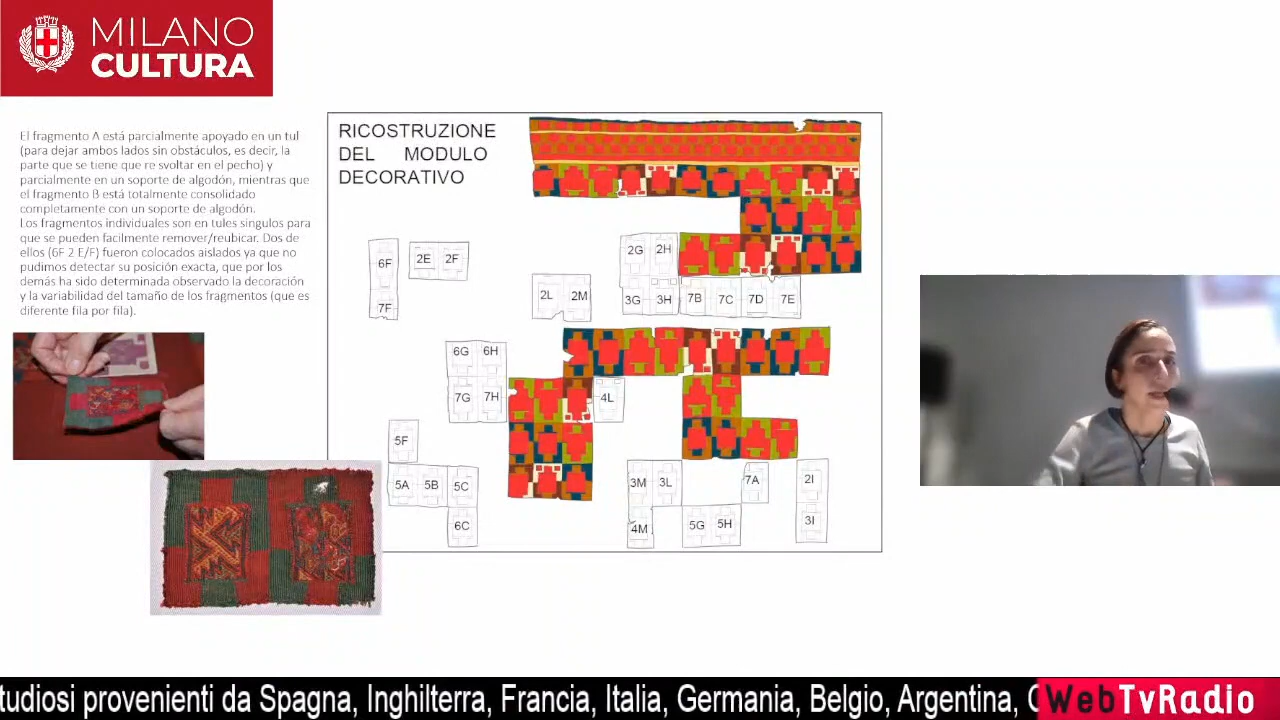 MILANO
CULTURA
El fragmento A está parcialmente apoyado en un tul
(para dejar ambos lados sin obstáculos, es decir, la
parte que se tiene que re svoltar en el pecho) y
parcialmente en un soporte de algodón, mientras que
el fragmento B está totalmente consolidado
completamente con un soporte de algodón.
Los fragmentos individuales son en tules singulos para
que se pueden facilmente remover/reubicar. Dos de
ellos (6F 2 E/F) fueron colocados aislados ya que no
pudimos detectar su posición exacta, que por los
demás ha sido determinada observado la decoración
y la variabilidad del tamaño de los fragmentos (que es
diferente fila por fila).
RICOSTRUZIONE
DEL MODULO
DECORATIVO
6F 2E 2F 2G 2H
7F 2L 2M 3G 3H 7B 7C 7D 7E
6G 6H
7G 7H 4L
5F
5A 5B 5C 3M 3L 7A 2I
6C 4M 5G 5H 3I
tudiosi provenienti da Spagna, Inghilterra, Francia, Italia, Germania, Belgio, Argentina,
WebTvRadio